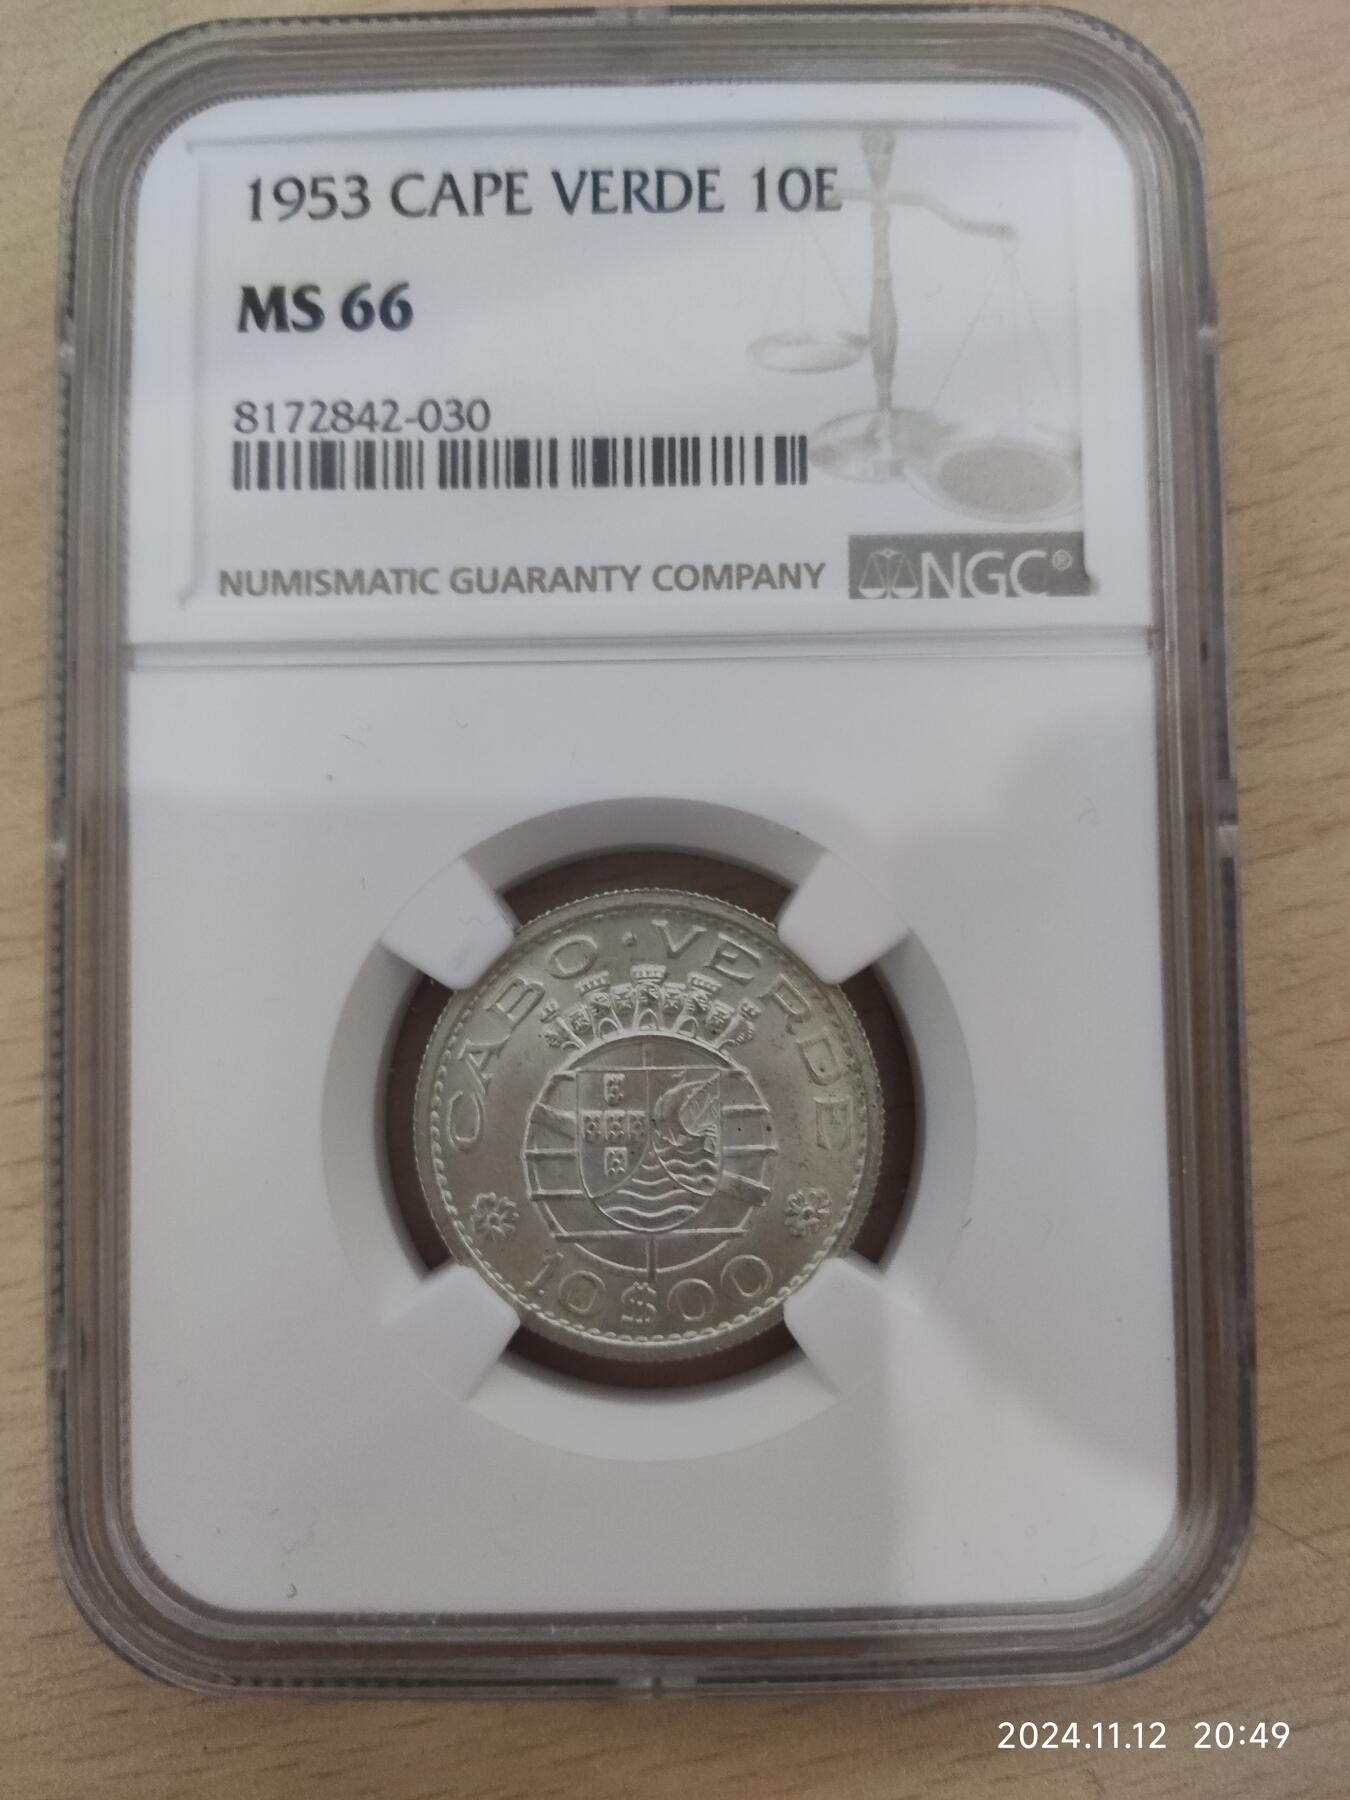 1953 CAPE VERDE 10E
MS 66
8172842-030
NUMISMATIC GUARANTY COMPANY NGC®
CABO · VERDE
10$00
2024.11.12 20:49